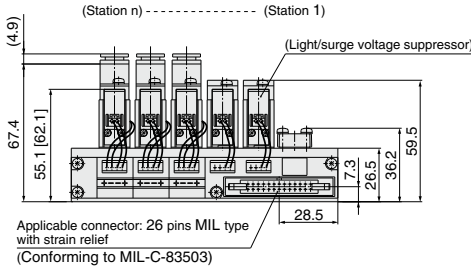 (Station n) ---------------- (Station 1)
(4.9)
(Light/surge voltage suppressor)
67.4
55.1 [62.1]
7.3
26.5
36.2
59.5
28.5
Applicable connector: 26 pins MIL type
with strain relief
(Conforming to MIL-C-83503)